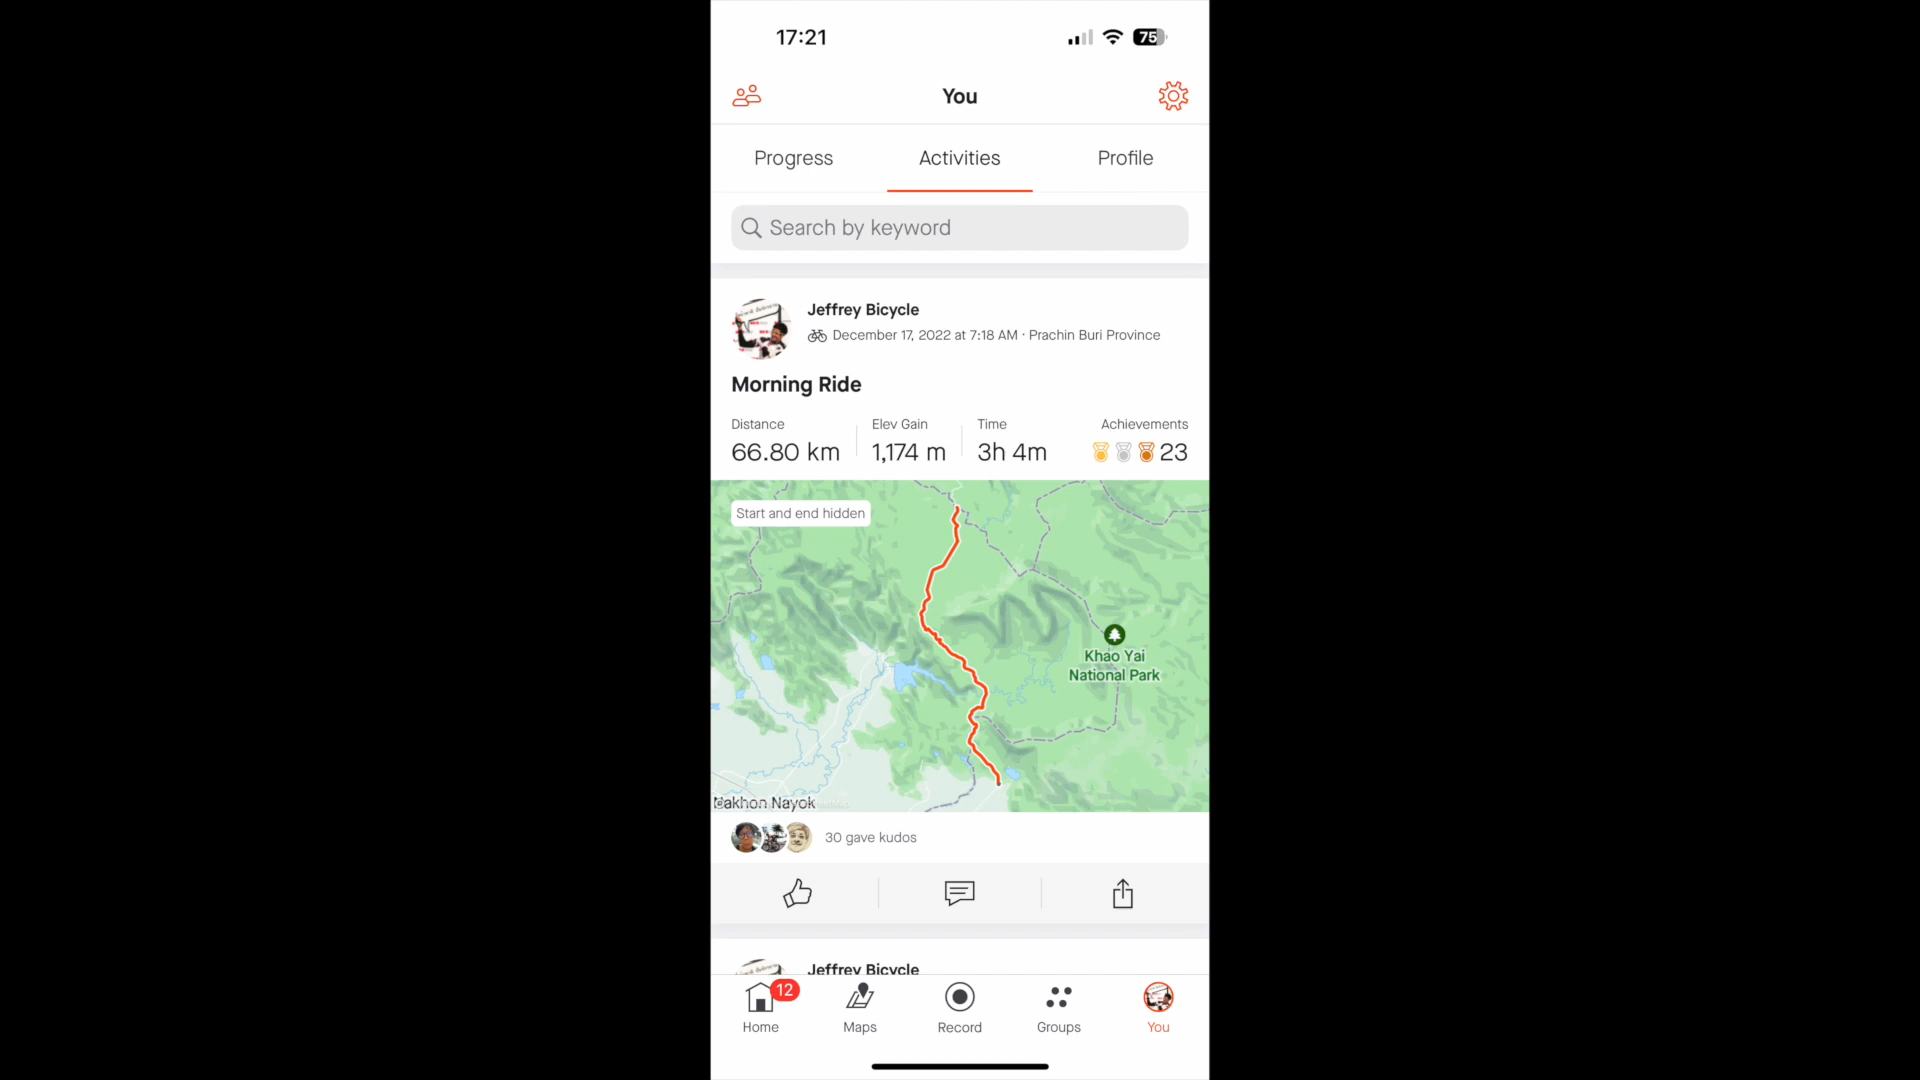 17:21
75
You
Progress Activities Profile
Search by keyword
Jeffrey Bicycle
December 17, 2022 at 7:18 AM · Prachin Buri Province
Morning Ride
Distance Elev Gain Time Achievements
66.80 km 1,174 m 3h 4m 23
Start and end hidden
Khao Yai
National Park
Nakhon Nayok
30 gave kudos
Jeffrey Bicycle
12
Home Maps Record Groups You